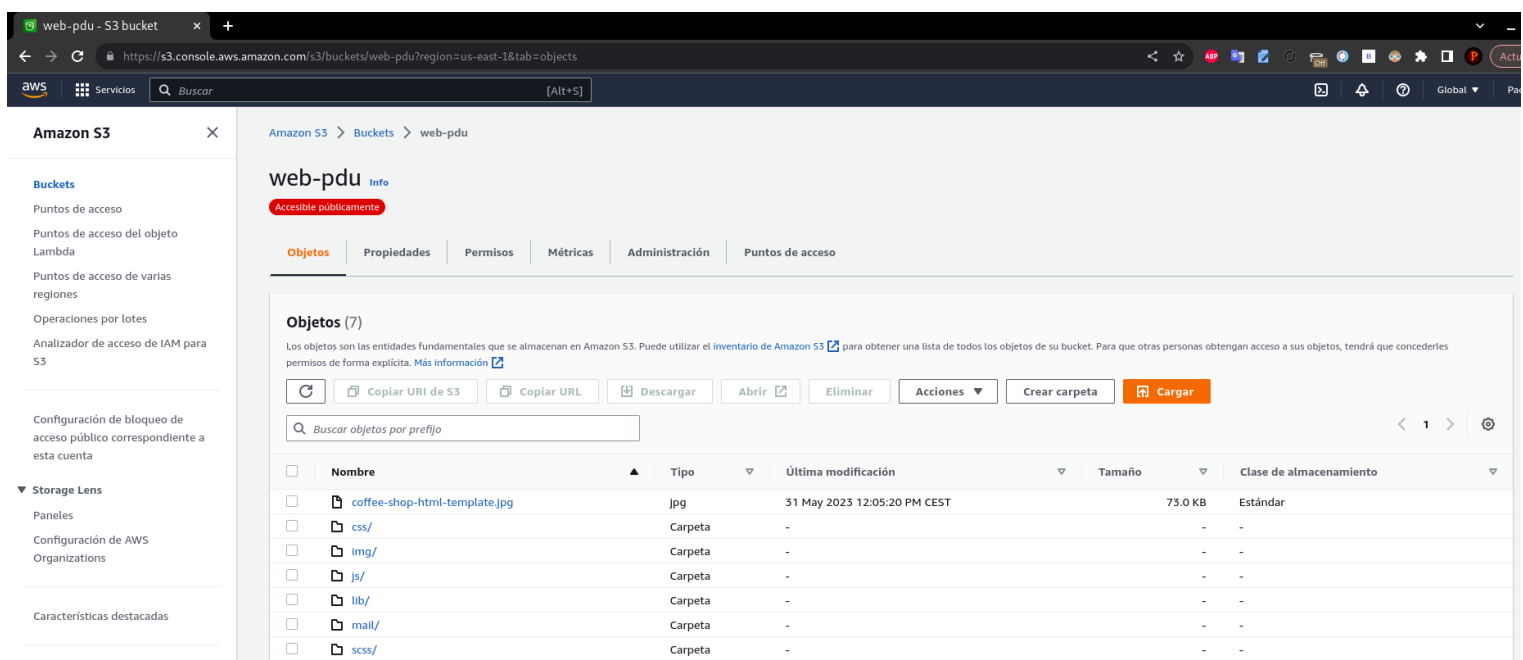 web-pdu - S3 bucket × +
https://s3.console.aws.amazon.com/s3/buckets/web-pdu?region=us-east-1&tab=objects ABP Off B P Actu
aws Servicios Buscar [Alt+S] Global ▼ Pa
Amazon S3 ×
Buckets
Puntos de acceso
Puntos de acceso del objeto
Lambda
Puntos de acceso de varias
regiones
Operaciones por lotes
Analizador de acceso de IAM para
S3
Configuración de bloqueo de
acceso público correspondiente a
esta cuenta
▼ Storage Lens
Paneles
Configuración de AWS
Organizations
Características destacadas
Amazon S3 > Buckets > web-pdu
web-pdu Info
Accesible públicamente
Objetos Propiedades Permisos Métricas Administración Puntos de acceso
Objetos (7)
Los objetos son las entidades fundamentales que se almacenan en Amazon S3. Puede utilizar el inventario de Amazon S3 para obtener una lista de todos los objetos de su bucket. Para que otras personas obtengan acceso a sus objetos, tendrá que concederles
permisos de forma explícita. Más información
Copiar URI de S3 Copiar URL Descargar Abrir Eliminar Acciones ▼ Crear carpeta Cargar
Buscar objetos por prefijo < 1 >
Nombre ▲ Tipo ▽ Última modificación ▽ Tamaño ▽ Clase de almacenamiento ▽
coffee-shop-html-template.jpg jpg 31 May 2023 12:05:20 PM CEST 73.0 KB Estándar
css/ Carpeta - - -
img/ Carpeta - - -
js/ Carpeta - - -
lib/ Carpeta - - -
mail/ Carpeta - - -
scss/ Carpeta - - -